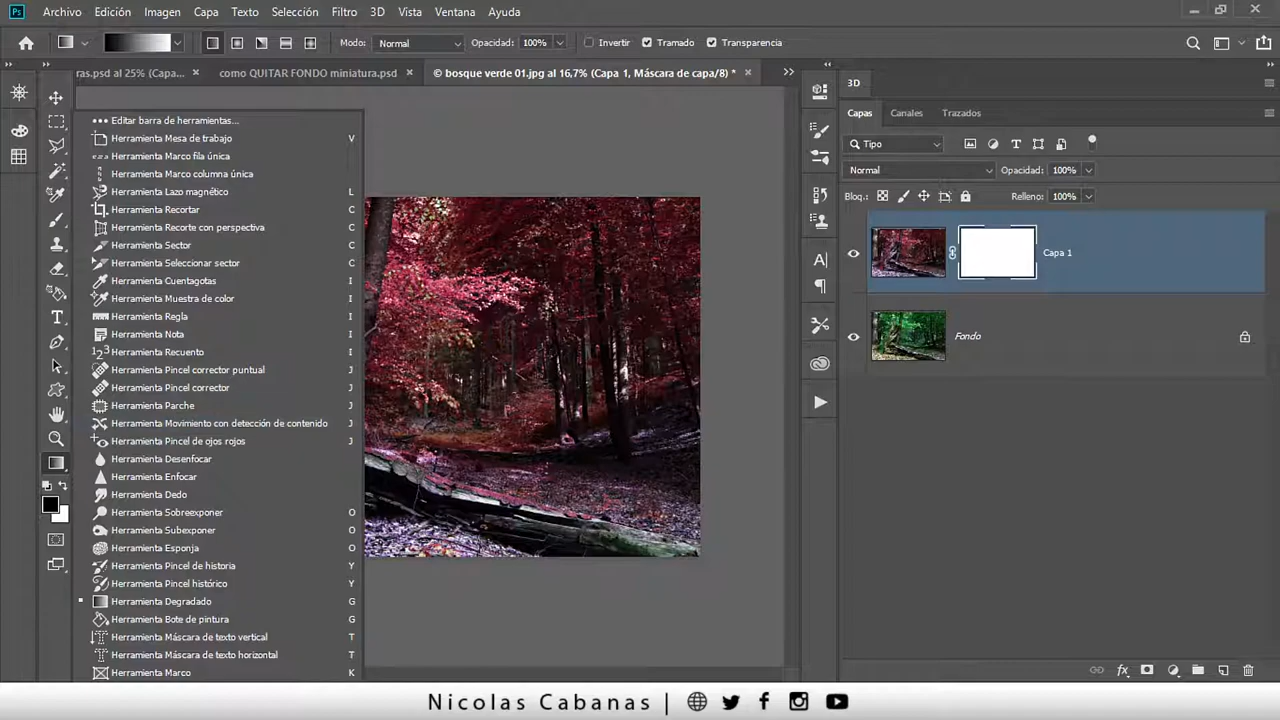 Ps Archivo Edición Imagen Capa Texto Selección Filtro 3D Vista Ventana Ayuda
Modo: Normal Opacidad: 100% Invertir Tramado Transparencia
ras.psd al 25% (Capa... × como QUITAR FONDO miniatura.psd × © bosque verde 01.jpg al 16,7% (Capa 1, Máscara de capa/8) * ×
3D
Capas Canales Trazados
Tipo
Normal Opacidad: 100%
Bloq.: Relleno: 100%
Capa 1
Fondo
Editar barra de herramientas...
Herramienta Mesa de trabajo V
Herramienta Marco fila única
Herramienta Marco columna única
Herramienta Lazo magnético L
Herramienta Recortar C
Herramienta Recorte con perspectiva C
Herramienta Sector C
Herramienta Seleccionar sector C
Herramienta Cuentagotas I
Herramienta Muestra de color I
Herramienta Regla I
Herramienta Nota I
Herramienta Recuento I
Herramienta Pincel corrector puntual J
Herramienta Pincel corrector J
Herramienta Parche J
Herramienta Movimiento con detección de contenido J
Herramienta Pincel de ojos rojos J
Herramienta Desenfocar
Herramienta Enfocar
Herramienta Dedo
Herramienta Sobreexponer O
Herramienta Subexponer O
Herramienta Esponja O
Herramienta Pincel de historia Y
Herramienta Pincel histórico Y
Herramienta Degradado G
Herramienta Bote de pintura G
Herramienta Máscara de texto vertical T
Herramienta Máscara de texto horizontal T
Herramienta Marco K
Nicolas Cabanas |